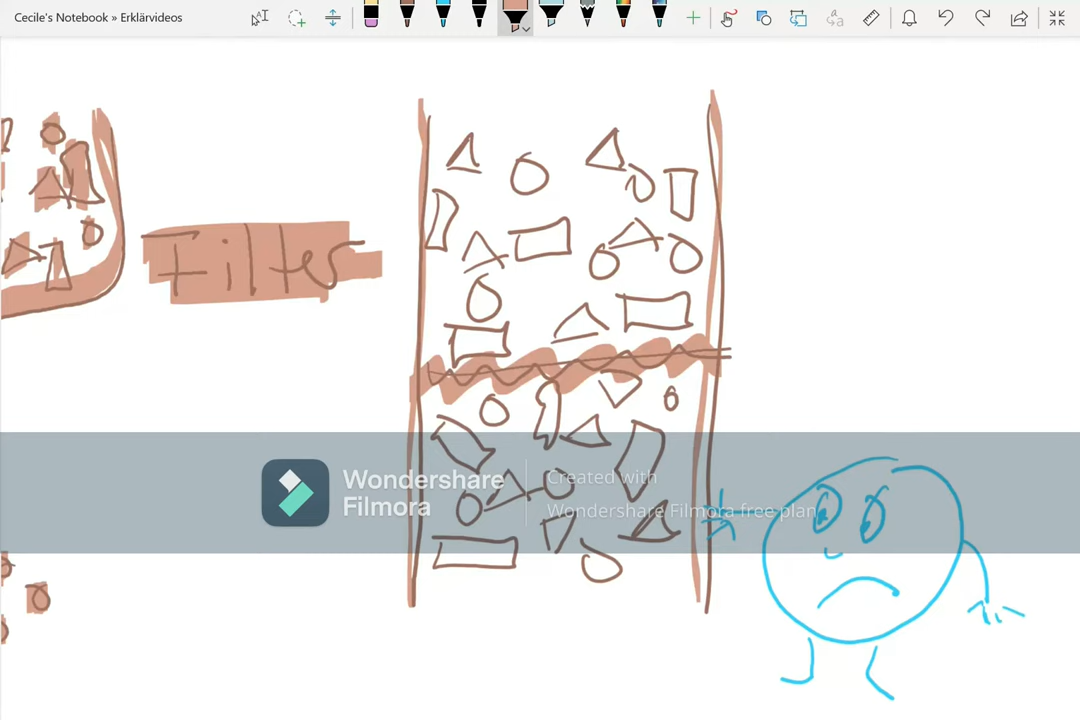 Cecile's Notebook » Erklärvideos
Filter
Wondershare
Filmora
Created with
Wondershare Filmora free plan